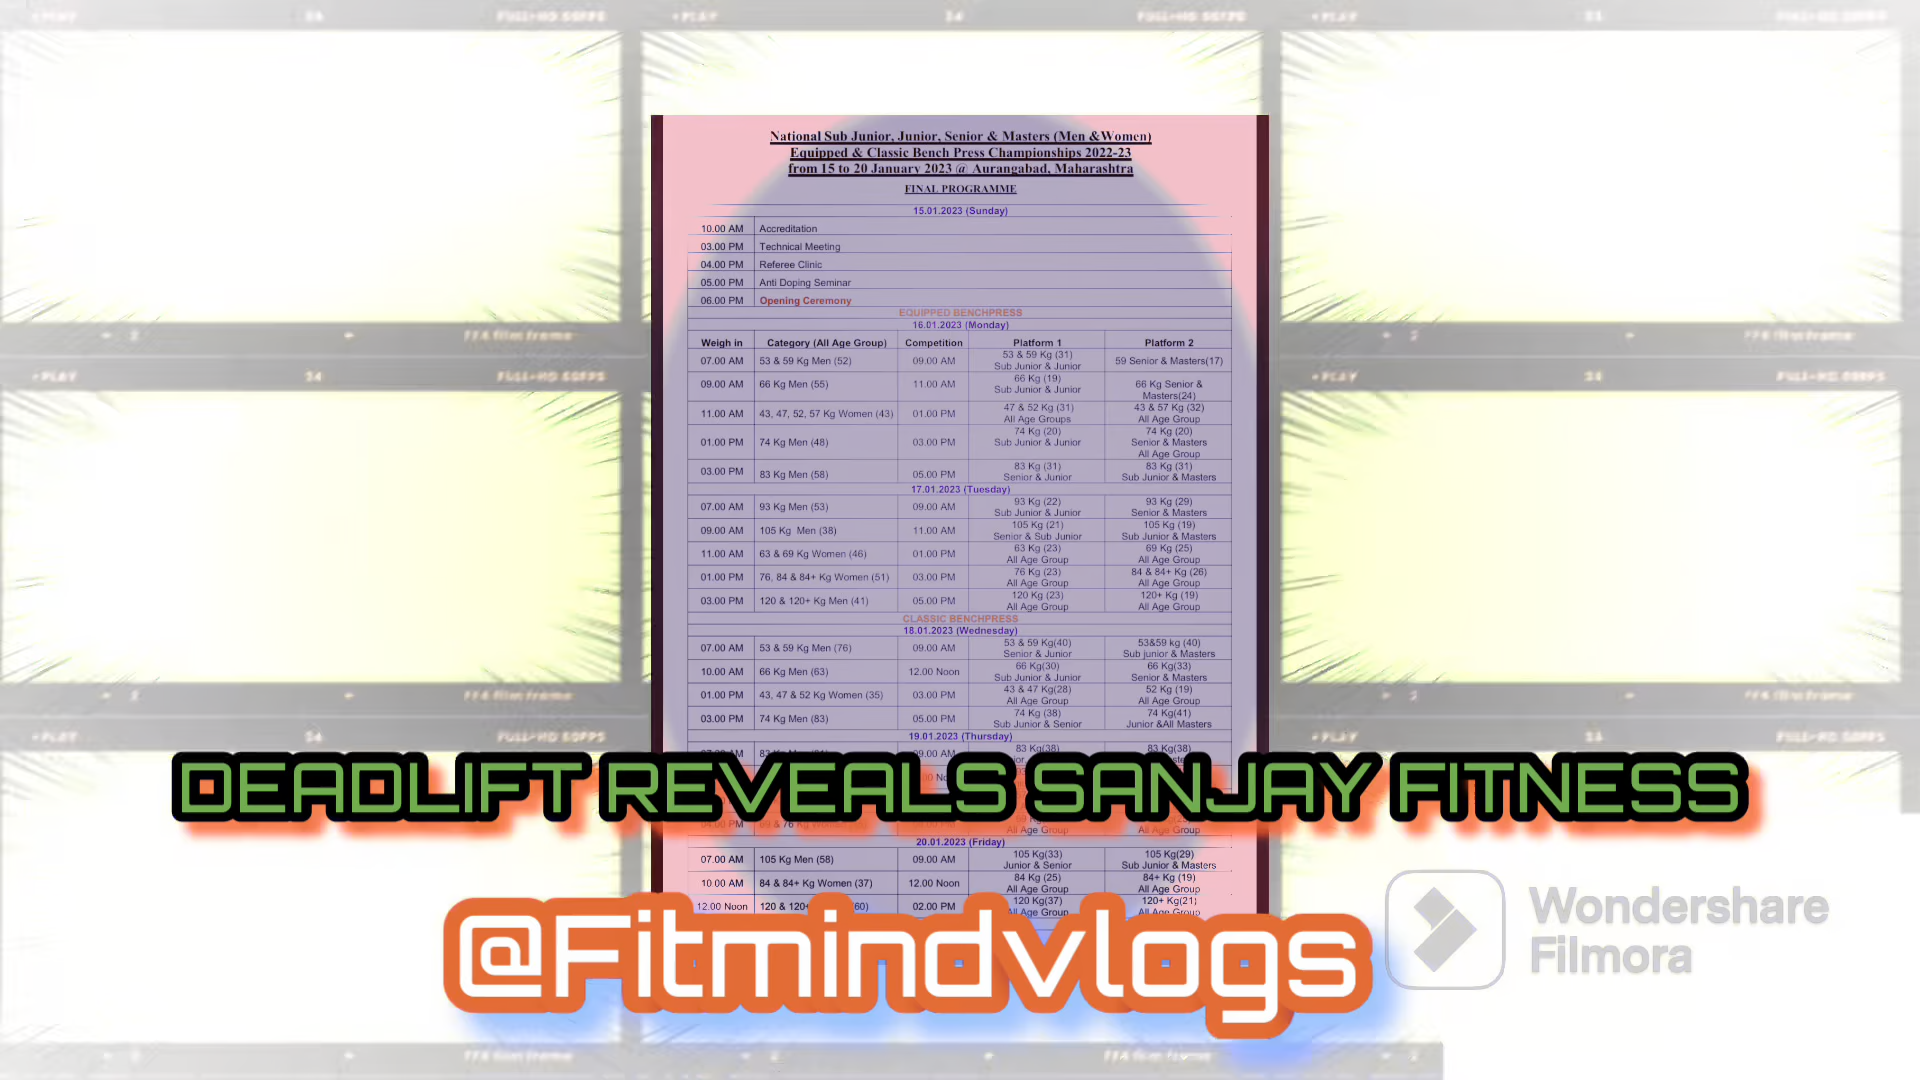 National Sub Junior, Junior, Senior & Masters (Men &Women)
Equipped & Classic Bench Press Championships 2022-23
from 15 to 20 January 2023 @ Aurangabad, Maharashtra
FINAL PROGRAMME
15.01.2023 (Sunday)
10.00 AM Accreditation
03.00 PM Technical Meeting
04.00 PM Referee Clinic
05.00 PM Anti Doping Seminar
06.00 PM Opening Ceremony
EQUIPPED BENCHPRESS
16.01.2023 (Monday)
Weigh in Category (All Age Group) Competition Platform 1 Platform 2
07.00 AM 53 & 59 Kg Men (52) 09.00 AM 53 & 59 Kg (31) Sub Junior & Junior 59 Senior & Masters(17)
09.00 AM 66 Kg Men (55) 11.00 AM 66 Kg (19) Sub Junior & Junior 66 Kg Senior & Masters(24)
11.00 AM 43, 47, 52, 57 Kg Women (43) 01.00 PM 47 & 52 Kg (31) All Age Groups 43 & 57 Kg (32) All Age Group
01.00 PM 74 Kg Men (48) 03.00 PM 74 Kg (20) Sub Junior & Junior 74 Kg (20) Senior & Masters All Age Group
03.00 PM 83 Kg Men (58) 05.00 PM 83 Kg (31) Senior & Junior 83 Kg (31) Sub Junior & Masters
17.01.2023 (Tuesday)
07.00 AM 93 Kg Men (53) 09.00 AM 93 Kg (22) Sub Junior & Junior 93 Kg (29) Senior & Masters
09.00 AM 105 Kg Men (38) 11.00 AM 105 Kg (21) Senior & Sub Junior 105 Kg (19) Sub Junior & Masters
11.00 AM 63 & 69 Kg Women (46) 01.00 PM 63 Kg (23) All Age Group 69 Kg (25) All Age Group
01.00 PM 76, 84 & 84+ Kg Women (51) 03.00 PM 76 Kg (23) All Age Group 84 & 84+ Kg (26) All Age Group
03.00 PM 120 & 120+ Kg Men (41) 05.00 PM 120 Kg (23) All Age Group 120+ Kg (19) All Age Group
CLASSIC BENCHPRESS
18.01.2023 (Wednesday)
07.00 AM 53 & 59 Kg Men (76) 09.00 AM 53 & 59 Kg(40) Senior & Junior 53&59 kg (40) Sub junior & Masters
10.00 AM 66 Kg Men (63) 12.00 Noon 66 Kg(30) Sub Junior & Junior 66 Kg(33) Senior & Masters
01.00 PM 43, 47 & 52 Kg Women (35) 03.00 PM 43 & 47 Kg(28) All Age Group 52 Kg (19) All Age Group
03.00 PM 74 Kg Men (83) 05.00 PM 74 Kg (38) Sub Junior & Senior 74 Kg(41) Junior &All Masters
19.01.2023 (Thursday)
09.00 AM 83 Kg(38) 83 Kg(38)
DEADLIFT REVEALS SANJAY FITNESS
All Age Group All Age Group
20.01.2023 (Friday)
07.00 AM 105 Kg Men (58) 09.00 AM 105 Kg(33) Junior & Senior 105 Kg(29) Sub Junior & Masters
10.00 AM 84 & 84+ Kg Women (37) 12.00 Noon 84 Kg (25) All Age Group 84+ Kg (19) All Age Group
12.00 Noon 120 & 120+ 02.00 PM 120 Kg(37) All Age Group 120+ Kg(21) All Age Group
@Fitmindvlogs
Wondershare
Filmora